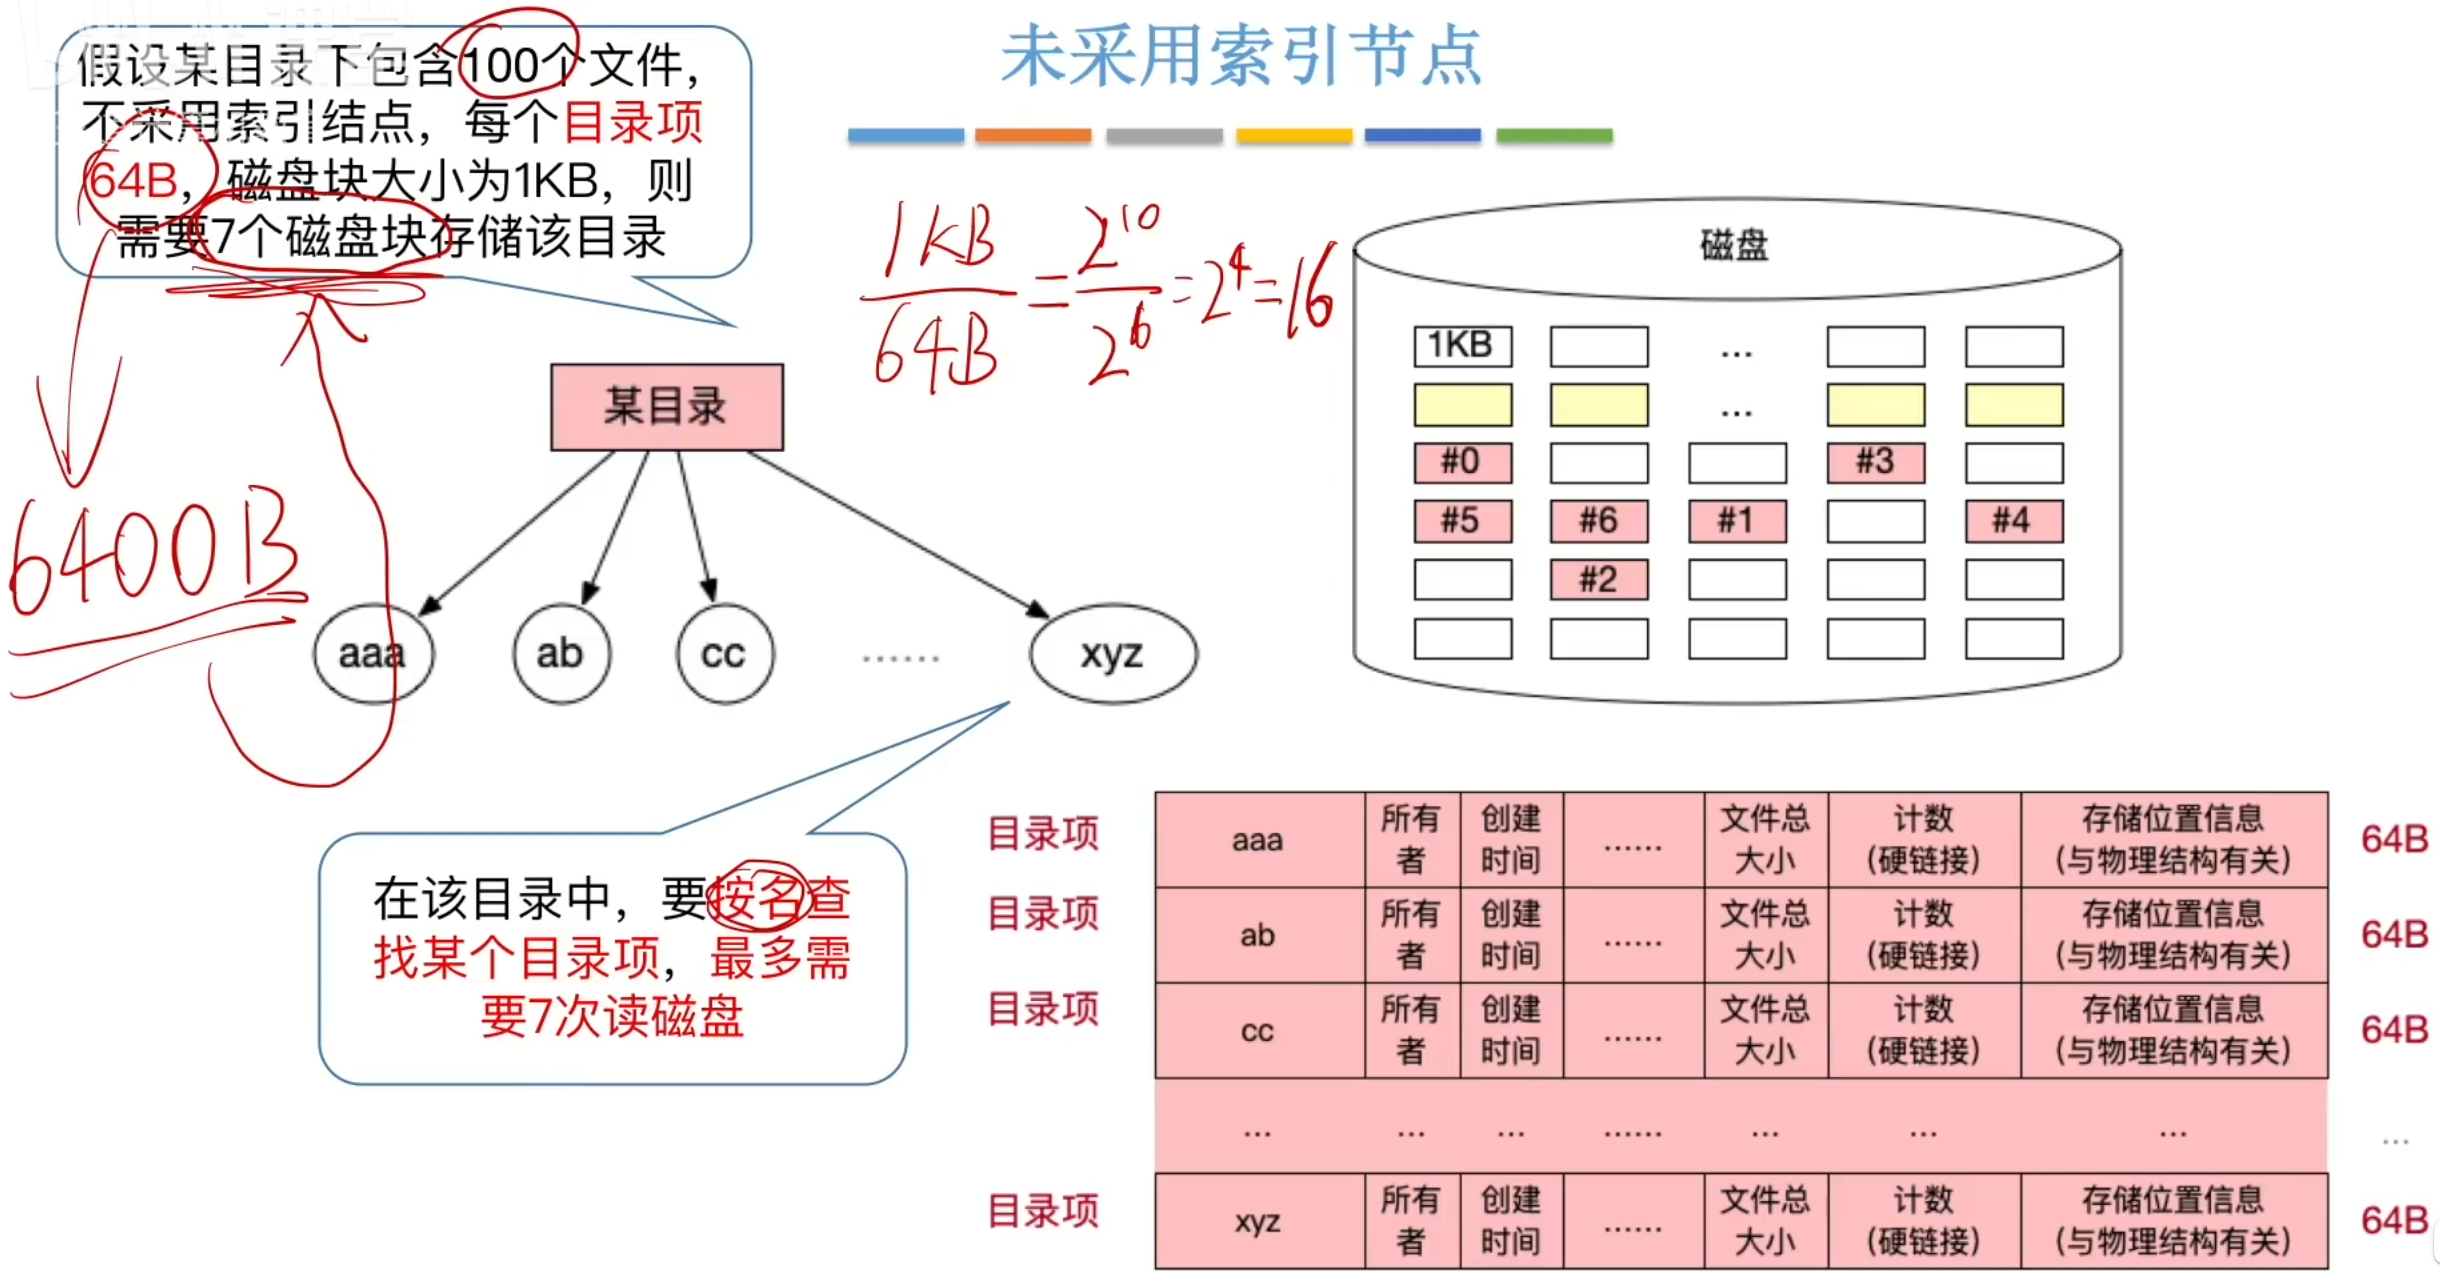 未采用索引节点
假设某目录下包含100个文件，
不采用索引结点，每个目录项
64B，磁盘块大小为1KB，则
需要7个磁盘块存储该目录
1KB/64B = 2^10/2^6 = 2^4 = 16
6400B
某目录
aaa ab cc …… xyz
磁盘
1KB ...
...
#0 #3
#5 #6 #1 #4
#2
在该目录中，要按名查
找某个目录项，最多需
要7次读磁盘
目录项 aaa 所有者 创建时间 …… 文件总大小 计数(硬链接) 存储位置信息(与物理结构有关) 64B
目录项 ab 所有者 创建时间 …… 文件总大小 计数(硬链接) 存储位置信息(与物理结构有关) 64B
目录项 cc 所有者 创建时间 …… 文件总大小 计数(硬链接) 存储位置信息(与物理结构有关) 64B
... ... ... …… ... ... ... ...
目录项 xyz 所有者 创建时间 …… 文件总大小 计数(硬链接) 存储位置信息(与物理结构有关) 64B